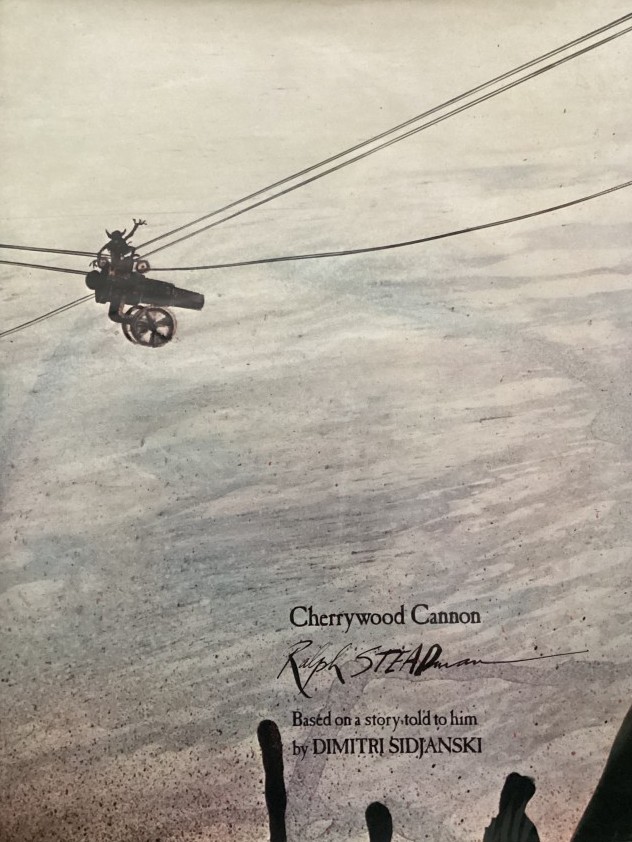 Cherrywood Cannon
Ralph STEADman
Based on a story told to him
by DIMITRI SIDJANSKI